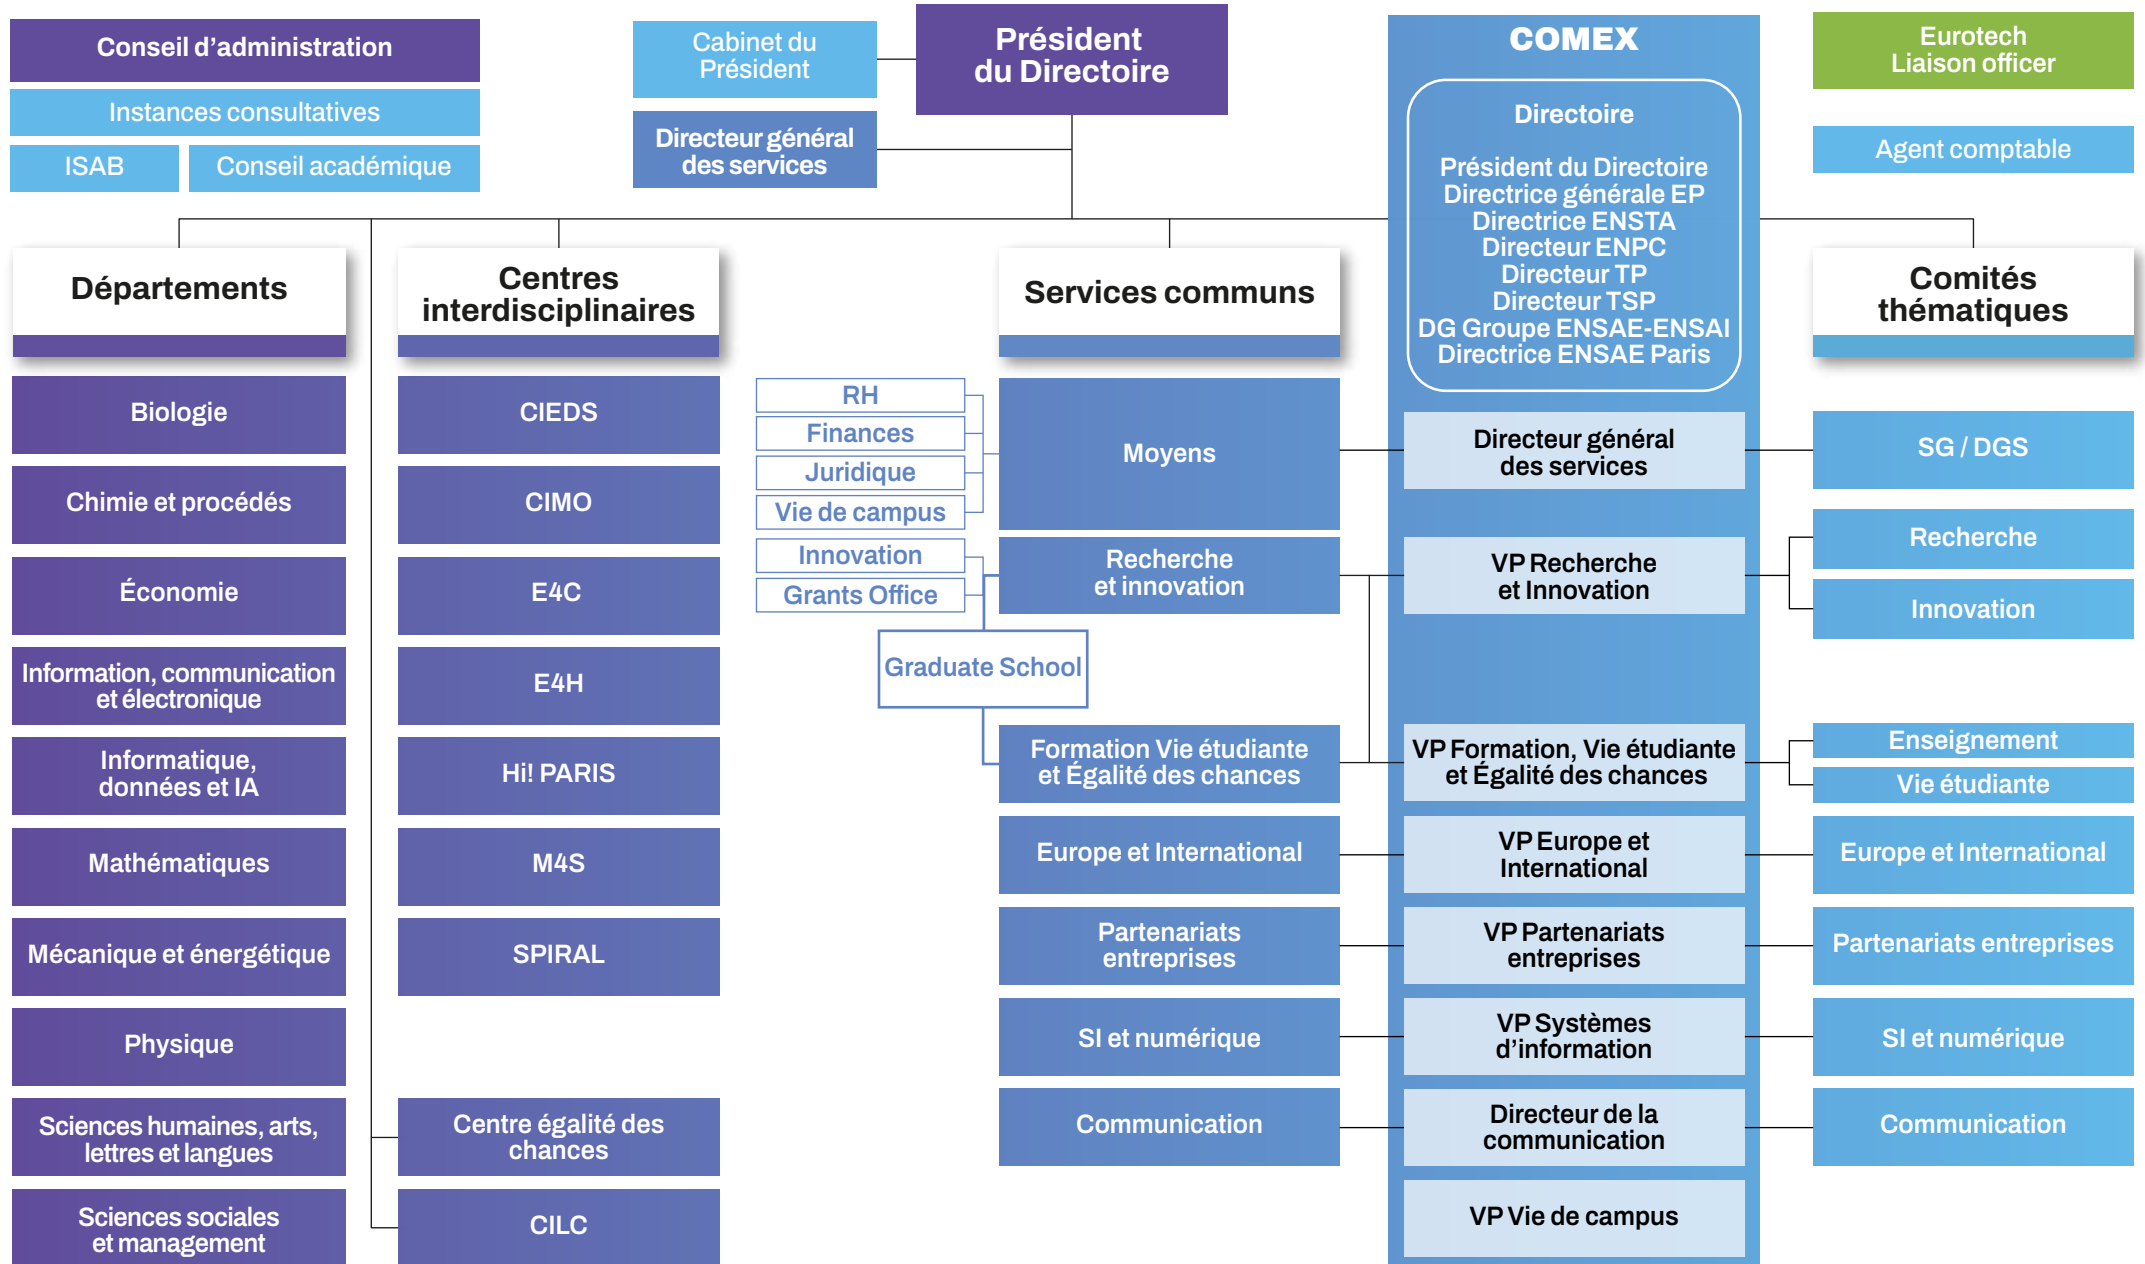 Conseil d’administration
Instances consultatives
ISAB
Conseil académique
Cabinet du
Président
Directeur général
des services
Président
du Directoire
COMEX
Directoire
Président du Directoire
Directrice générale EP
Directrice ENSTA
Directeur ENPC
Directeur TP
Directeur TSP
DG Groupe ENSAE-ENSAI
Directrice ENSAE Paris
Eurotech
Liaison officer
Agent comptable
Départements
Biologie
Chimie et procédés
Économie
Information, communication
et électronique
Informatique,
données et IA
Mathématiques
Mécanique et énergétique
Physique
Sciences humaines, arts,
lettres et langues
Sciences sociales
et management
Centres
interdisciplinaires
CIEDS
CIMO
E4C
E4H
Hi! PARIS
M4S
SPIRAL
Centre égalité des
chances
CILC
Services communs
RH
Finances
Juridique
Vie de campus
Moyens
Innovation
Grants Office
Recherche
et innovation
Graduate School
Formation Vie étudiante
et Égalité des chances
Europe et International
Partenariats
entreprises
SI et numérique
Communication
Directeur général
des services
VP Recherche
et Innovation
VP Formation, Vie étudiante
et Égalité des chances
VP Europe et
International
VP Partenariats
entreprises
VP Systèmes
d’information
Directeur de la
communication
VP Vie de campus
Comités
thématiques
SG / DGS
Recherche
Innovation
Enseignement
Vie étudiante
Europe et International
Partenariats entreprises
SI et numérique
Communication